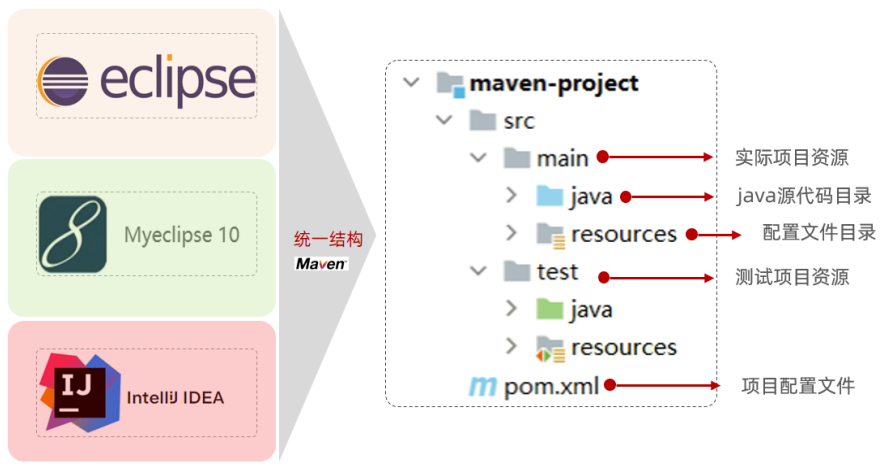 eclipse
Myeclipse 10
IJ
IntelliJ IDEA
统一结构
Maven
maven-project
src
main
实际项目资源
java
java源代码目录
resources
配置文件目录
test
测试项目资源
java
resources
m
pom.xml
项目配置文件